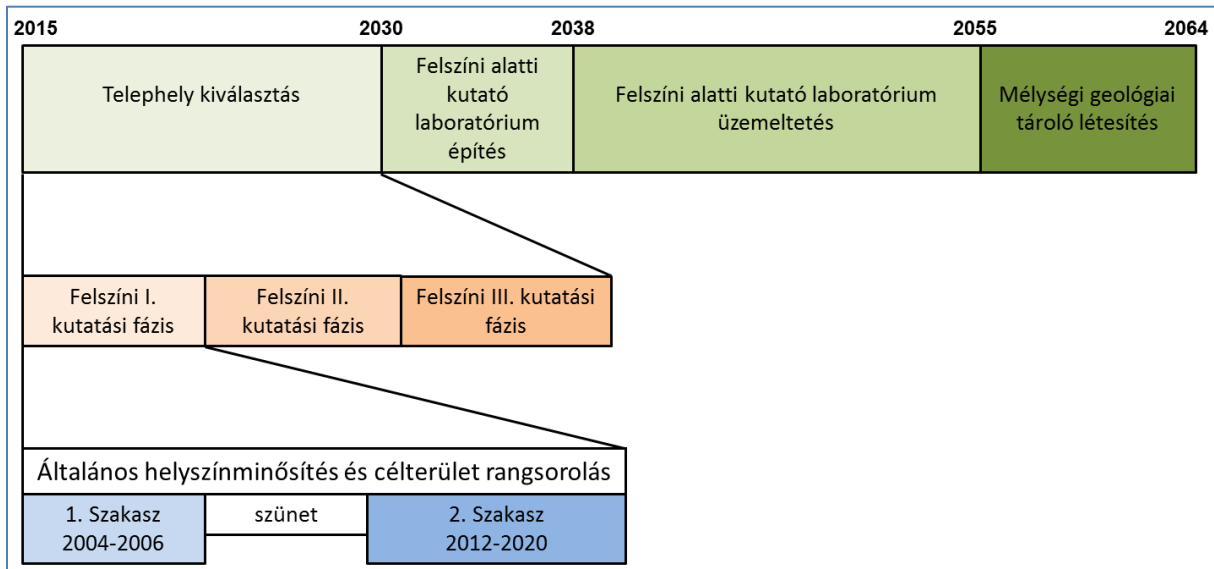 2015 2030 2038 2055 2064
Telephely kiválasztás
Felszíni alatti
kutató
laboratórium
építés
Felszíni alatti kutató laboratórium
üzemeltetés
Mélységi geológiai
tároló létesítés
Felszíni I.
kutatási fázis
Felszíni II.
kutatási fázis
Felszíni III. kutatási
fázis
Általános helyszínminősítés és célterület rangsorolás
1. Szakasz
2004-2006
szünet
2. Szakasz
2012-2020